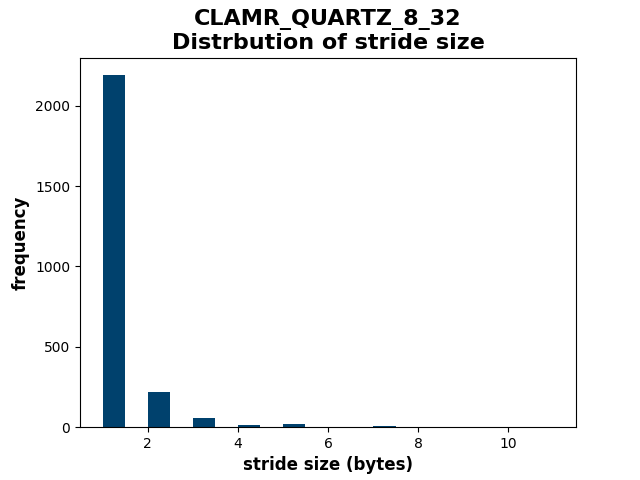 CLAMR_QUARTZ_8_32
Distrbution of stride size
frequency
2000
1500
1000
500
0
2 4 6 8 10
stride size (bytes)